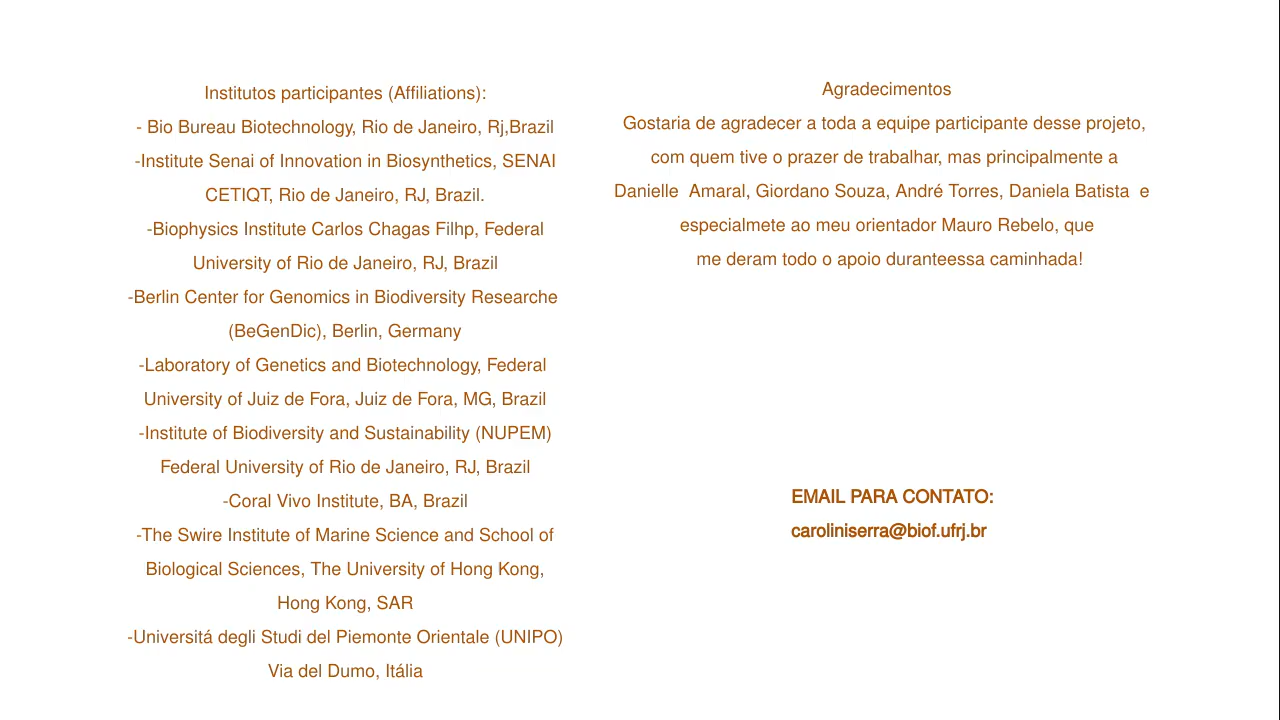 Institutos participantes (Affiliations):
- Bio Bureau Biotechnology, Rio de Janeiro, Rj,Brazil
-Institute Senai of Innovation in Biosynthetics, SENAI
CETIQT, Rio de Janeiro, RJ, Brazil.
-Biophysics Institute Carlos Chagas Filhp, Federal
University of Rio de Janeiro, RJ, Brazil
-Berlin Center for Genomics in Biodiversity Researche
(BeGenDic), Berlin, Germany
-Laboratory of Genetics and Biotechnology, Federal
University of Juiz de Fora, Juiz de Fora, MG, Brazil
-Institute of Biodiversity and Sustainability (NUPEM)
Federal University of Rio de Janeiro, RJ, Brazil
-Coral Vivo Institute, BA, Brazil
-The Swire Institute of Marine Science and School of
Biological Sciences, The University of Hong Kong,
Hong Kong, SAR
-Universitá degli Studi del Piemonte Orientale (UNIPO)
Via del Dumo, Itália
Agradecimentos
Gostaria de agradecer a toda a equipe participante desse projeto,
com quem tive o prazer de trabalhar, mas principalmente a
Danielle  Amaral, Giordano Souza, André Torres, Daniela Batista  e
especialmete ao meu orientador Mauro Rebelo, que
me deram todo o apoio duranteessa caminhada!
EMAIL PARA CONTATO:
caroliniserra@biof.ufrj.br